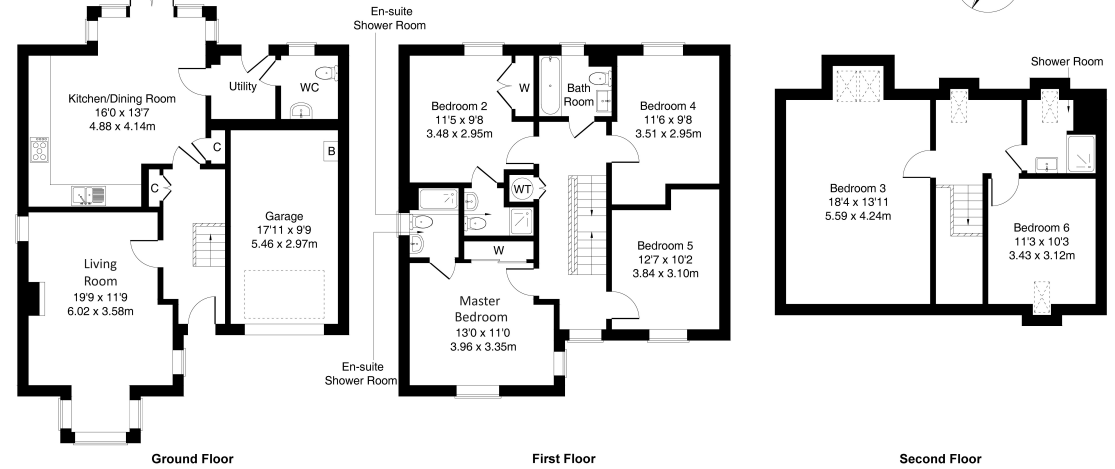 Kitchen/Dining Room
16'0 x 13'7
4.88 x 4.14m
Utility
WC
C
C
B
Garage
17'11 x 9'9
5.46 x 2.97m
Living
Room
19'9 x 11'9
6.02 x 3.58m
Ground Floor
En-suite
Shower Room
Bedroom 2
11'5 x 9'8
3.48 x 2.95m
W
Bath
Room
Bedroom 4
11'6 x 9'8
3.51 x 2.95m
WT
W
Bedroom 5
12'7 x 10'2
3.84 x 3.10m
Master
Bedroom
13'0 x 11'0
3.96 x 3.35m
En-suite
Shower Room
First Floor
Shower Room
Bedroom 3
18'4 x 13'11
5.59 x 4.24m
Bedroom 6
11'3 x 10'3
3.43 x 3.12m
Second Floor